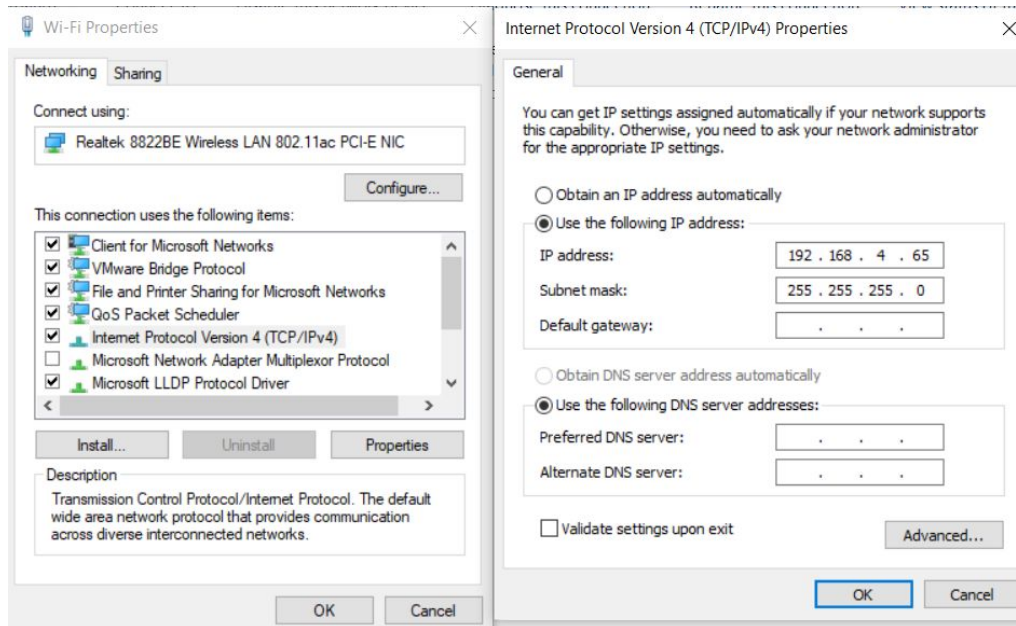 Wi-Fi Properties
Networking Sharing
Connect using:
Realtek 8822BE Wireless LAN 802.11ac PCI-E NIC
Configure...
This connection uses the following items:
Client for Microsoft Networks
VMware Bridge Protocol
File and Printer Sharing for Microsoft Networks
QoS Packet Scheduler
Internet Protocol Version 4 (TCP/IPv4)
Microsoft Network Adapter Multiplexor Protocol
Microsoft LLDP Protocol Driver
Install... Uninstall Properties
Description
Transmission Control Protocol/Internet Protocol. The default
wide area network protocol that provides communication
across diverse interconnected networks.
OK Cancel
Internet Protocol Version 4 (TCP/IPv4) Properties
General
You can get IP settings assigned automatically if your network supports
this capability. Otherwise, you need to ask your network administrator
for the appropriate IP settings.
Obtain an IP address automatically
Use the following IP address:
IP address: 192 . 168 . 4 . 65
Subnet mask: 255 . 255 . 255 . 0
Default gateway: . . .
Obtain DNS server address automatically
Use the following DNS server addresses:
Preferred DNS server: . . .
Alternate DNS server: . . .
Validate settings upon exit
Advanced...
OK Cancel